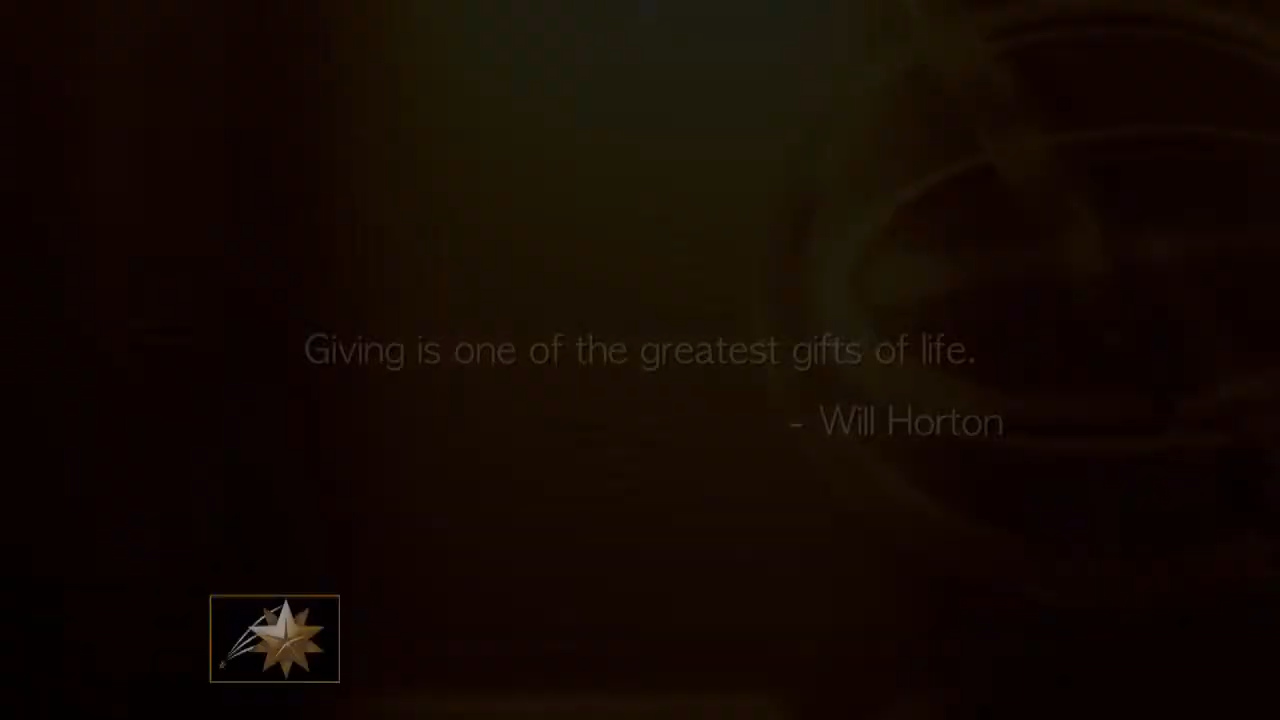 Giving is one of the greatest gifts of life.
- Will Horton